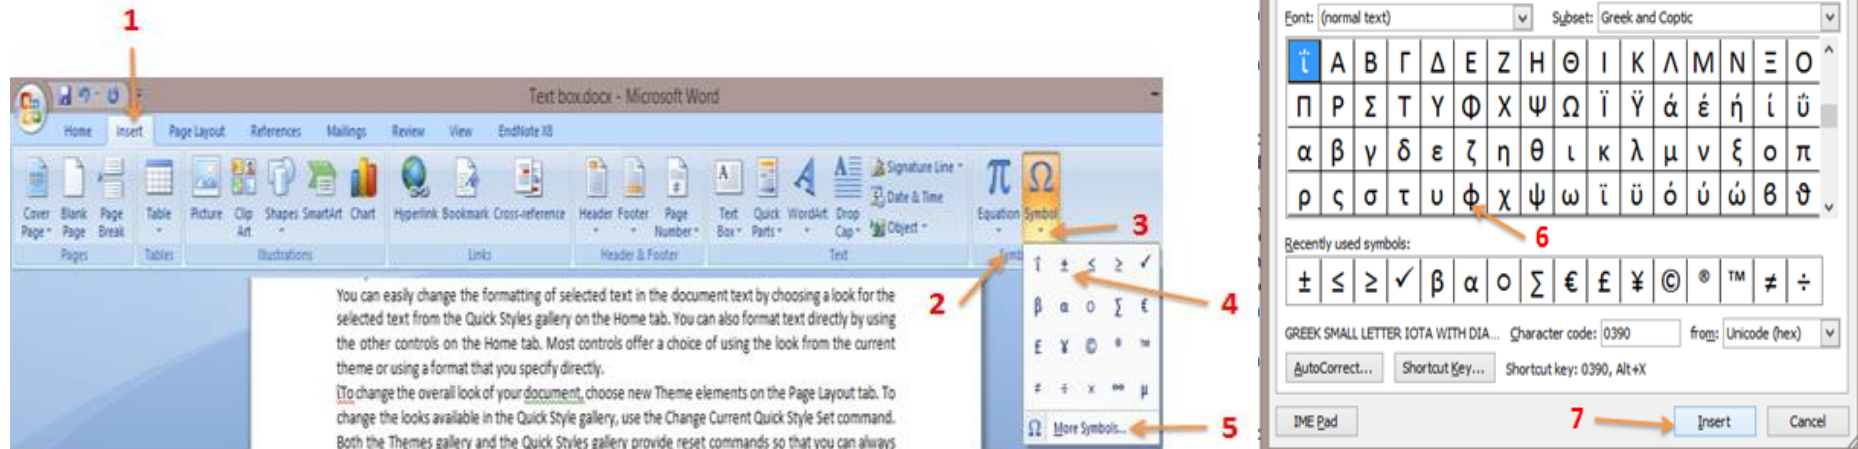 1
Text box.docx - Microsoft Word
Home Insert Page Layout References Mailings Review View EndNote X8
Cover Page Blank Page Page Break Table Picture Clip Art Shapes SmartArt Chart Hyperlink Bookmark Cross-reference Header Footer Page Number Text Box Quick Parts WordArt Drop Cap Signature Line Date & Time Object Equation Symbol
Pages Tables Illustrations Links Header & Footer Text
3
2
4
5
You can easily change the formatting of selected text in the document text by choosing a look for the
selected text from the Quick Styles gallery on the Home tab. You can also format text directly by using
the other controls on the Home tab. Most controls offer a choice of using the look from the current
theme or using a format that you specify directly.
ΐTo change the overall look of your document, choose new Theme elements on the Page Layout tab. To
change the looks available in the Quick Style gallery, use the Change Current Quick Style Set command.
Both the Themes gallery and the Quick Styles gallery provide reset commands so that you can always
ΐ ± ≤ ≥ ✓
β α ο ∑ €
£ ¥ © ® ™
≠ ÷ × ∞ µ
Ω More Symbols...
Font: (normal text) Subset: Greek and Coptic
ΐ Α Β Γ Δ Ε Ζ Η Θ Ι Κ Λ Μ Ν Ξ Ο
Π Ρ Σ Τ Υ Φ Χ Ψ Ω Ϊ Ϋ ά έ ή ί ΰ
α β γ δ ε ζ η θ ι κ λ μ ν ξ ο π
ρ ς σ τ υ φ χ ψ ω ϊ ϋ ό ύ ώ ϐ ϑ
6
Recently used symbols:
± ≤ ≥ ✓ β α ο ∑ € £ ¥ © ® ™ ≠ ÷
GREEK SMALL LETTER IOTA WITH DIA... Character code: 0390 from: Unicode (hex)
AutoCorrect... Shortcut Key... Shortcut key: 0390, Alt+X
7
IME Pad Insert Cancel